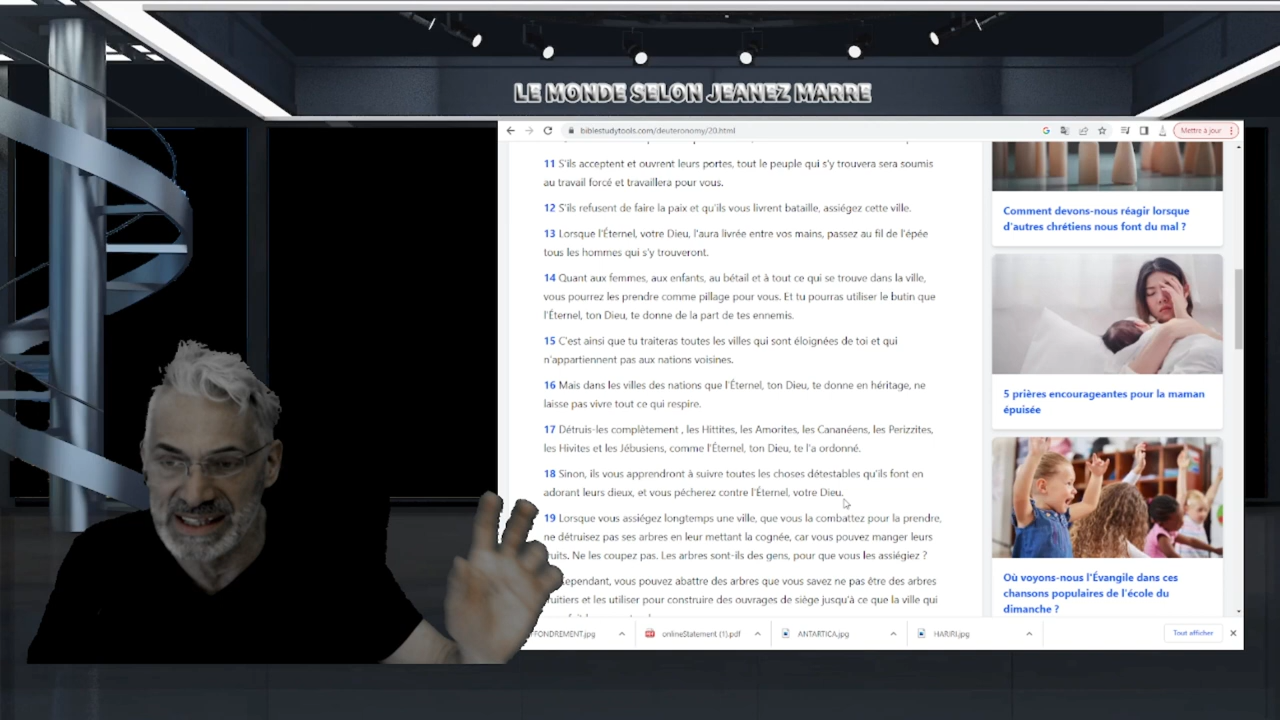 LE MONDE SELON JEANEZ MARRE
biblestudytools.com/deuteronomy/20.html
Mettre à jour
11 S'ils acceptent et ouvrent leurs portes, tout le peuple qui s'y trouvera sera soumis
au travail forcé et travaillera pour vous.
12 S'ils refusent de faire la paix et qu'ils vous livrent bataille, assiégez cette ville.
13 Lorsque l'Éternel, votre Dieu, l'aura livrée entre vos mains, passez au fil de l'épée
tous les hommes qui s'y trouveront.
14 Quant aux femmes, aux enfants, au bétail et à tout ce qui se trouve dans la ville,
vous pourrez les prendre comme pillage pour vous. Et tu pourras utiliser le butin que
l'Éternel, ton Dieu, te donne de la part de tes ennemis.
15 C'est ainsi que tu traiteras toutes les villes qui sont éloignées de toi et qui
n'appartiennent pas aux nations voisines.
16 Mais dans les villes des nations que l'Éternel, ton Dieu, te donne en héritage, ne
laisse pas vivre tout ce qui respire.
17 Détruis-les complètement , les Hittites, les Amorites, les Cananéens, les Perizzites,
les Hivites et les Jébusiens, comme l'Éternel, ton Dieu, te l'a ordonné.
18 Sinon, ils vous apprendront à suivre toutes les choses détestables qu'ils font en
adorant leurs dieux, et vous pécherez contre l'Éternel, votre Dieu.
19 Lorsque vous assiégez longtemps une ville, que vous la combattez pour la prendre,
ne détruisez pas ses arbres en leur mettant la cognée, car vous pouvez manger leurs
fruits. Ne les coupez pas. Les arbres sont-ils des gens, pour que vous les assiégiez ?
Cependant, vous pouvez abattre des arbres que vous savez ne pas être des arbres
fruitiers et les utiliser pour construire des ouvrages de siège jusqu'à ce que la ville qui
Comment devons-nous réagir lorsque
d'autres chrétiens nous font du mal ?
5 prières encourageantes pour la maman
épuisée
Où voyons-nous l'Évangile dans ces
chansons populaires de l'école du
dimanche ?
FONDREMENT.jpg
onlineStatement (1).pdf
ANTARTICA.jpg
HARIRI.jpg
Tout afficher